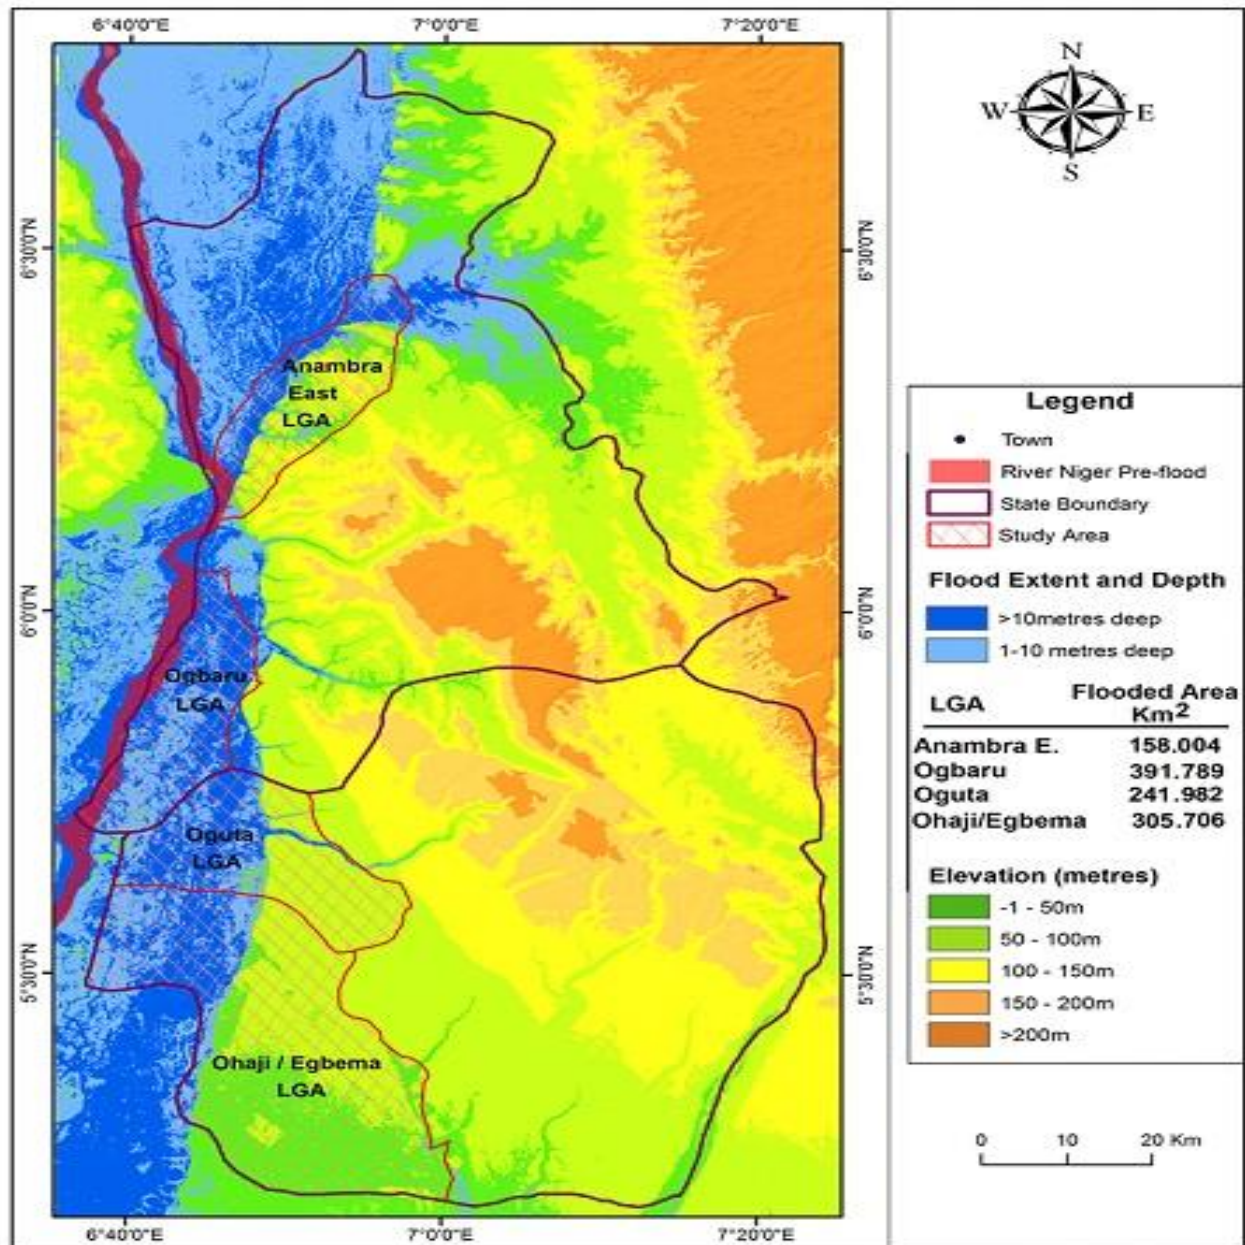 6°40'0"E 7°0'0"E 7°20'0"E
N
W E
S
6°30'0"N 6°30'0"N
Anambra
East
LGA
6°0'0"N 6°0'0"N
Ogbaru
LGA
Oguta
LGA
5°30'0"N 5°30'0"N
Ohaji / Egbema
LGA
6°40'0"E 7°0'0"E 7°20'0"E
Legend
Town
River Niger Pre-flood
State Boundary
Study Area
Flood Extent and Depth
>10metres deep
1-10 metres deep
LGA Flooded Area
Km2
Anambra E. 158.004
Ogbaru 391.789
Oguta 241.982
Ohaji/Egbema 305.706
Elevation (metres)
-1 - 50m
50 - 100m
100 - 150m
150 - 200m
>200m
0 10 20 Km